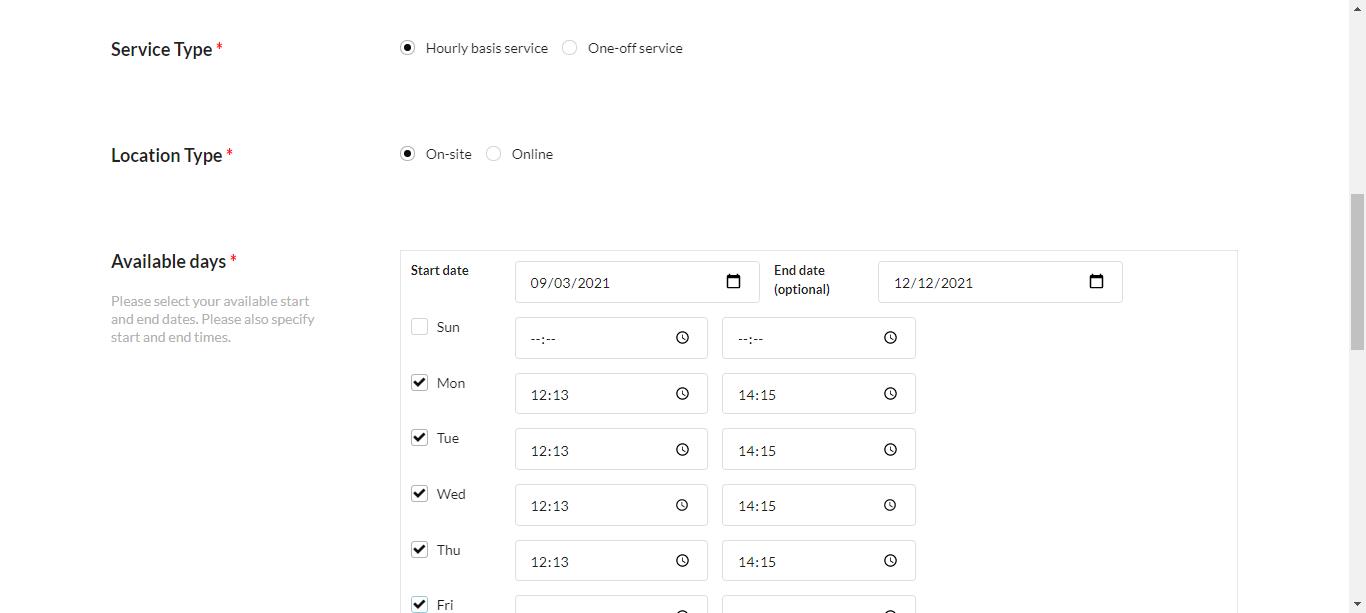 Service Type *
Hourly basis service One-off service
Location Type *
On-site Online
Available days *
Please select your available start
and end dates. Please also specify
start and end times.
Start date 09/03/2021 End date
(optional) 12/12/2021
Sun --:-- --:--
Mon 12:13 14:15
Tue 12:13 14:15
Wed 12:13 14:15
Thu 12:13 14:15
Fri